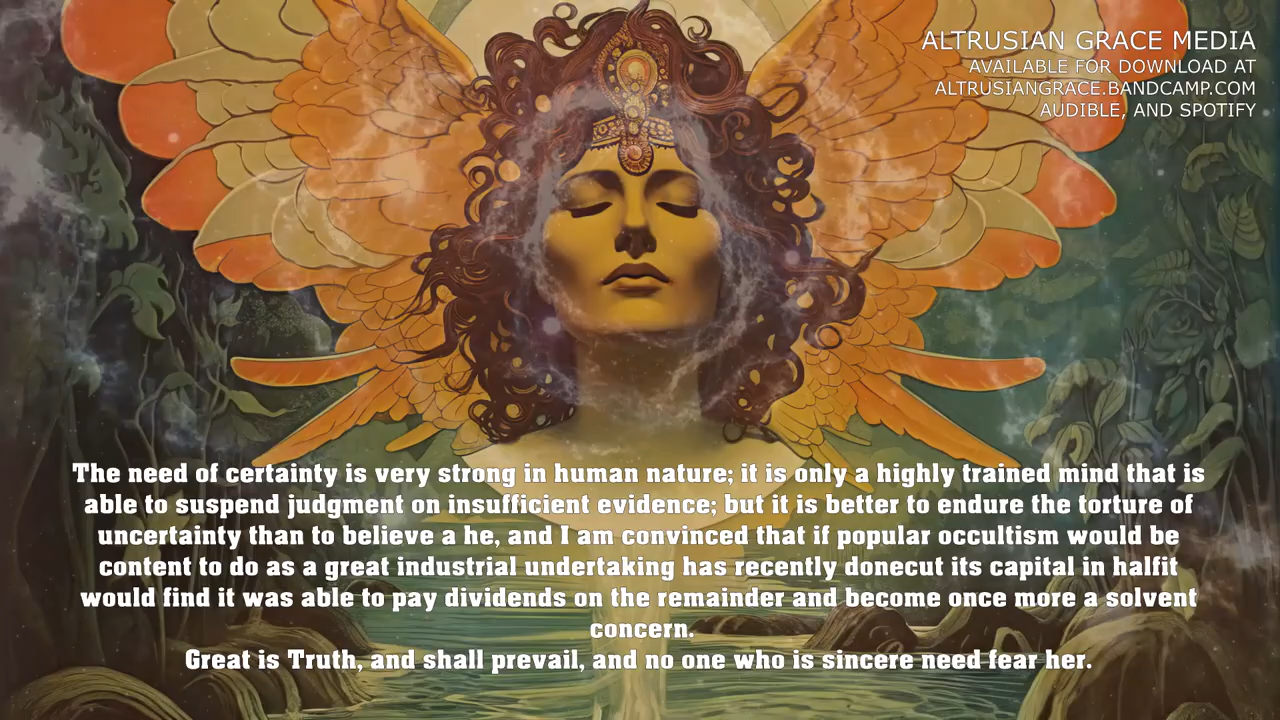 ALTRUSIAN GRACE MEDIA
AVAILABLE FOR DOWNLOAD AT
ALTRUSIANGRACE.BANDCAMP.COM
AUDIBLE, AND SPOTIFY
The need of certainty is very strong in human nature; it is only a highly trained mind that is
able to suspend judgment on insufficient evidence; but it is better to endure the torture of
uncertainty than to believe a he, and I am convinced that if popular occultism would be
content to do as a great industrial undertaking has recently donecut its capital in halfit
would find it was able to pay dividends on the remainder and become once more a solvent
concern.
Great is Truth, and shall prevail, and no one who is sincere need fear her.